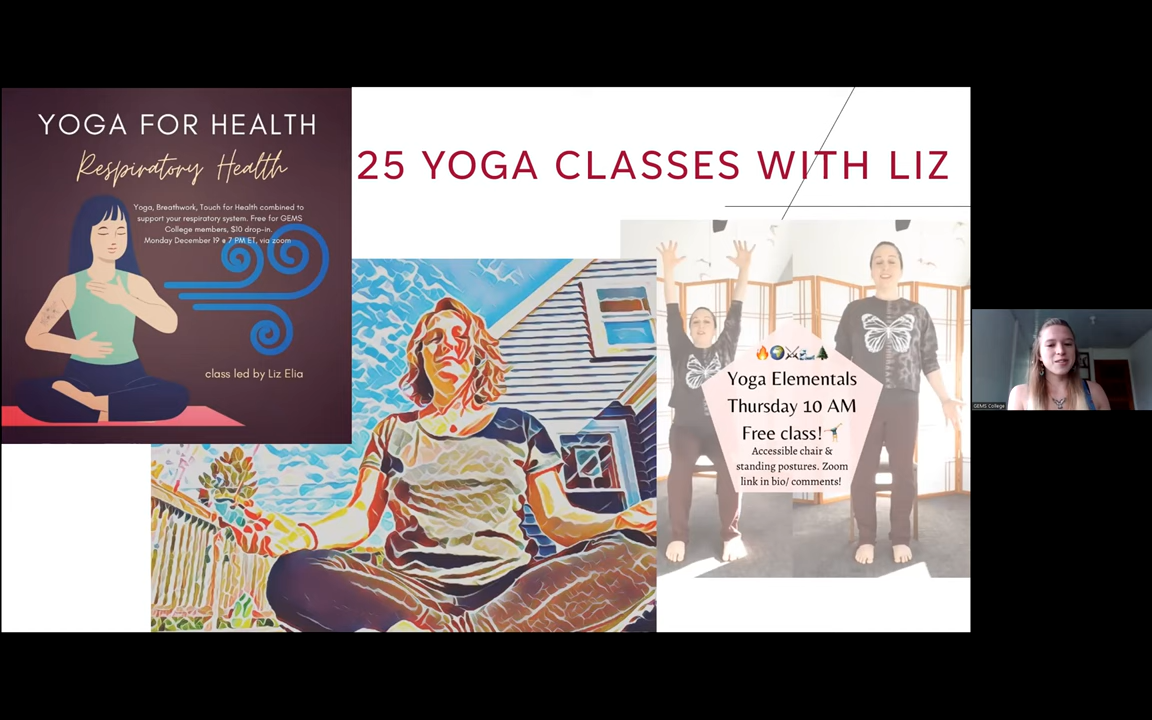 YOGA FOR HEALTH
Respiratory Health
Yoga, Breathwork, Touch for Health combined to
support your respiratory system. Free for GEMS
College members, $10 drop-in.
Monday December 19 @ 7 PM ET, via zoom
class led by Liz Elia
25 YOGA CLASSES WITH LIZ
Yoga Elementals
Thursday 10 AM
Free class!
Accessible chair &
standing postures. Zoom
link in bio/ comments!
GEMS College